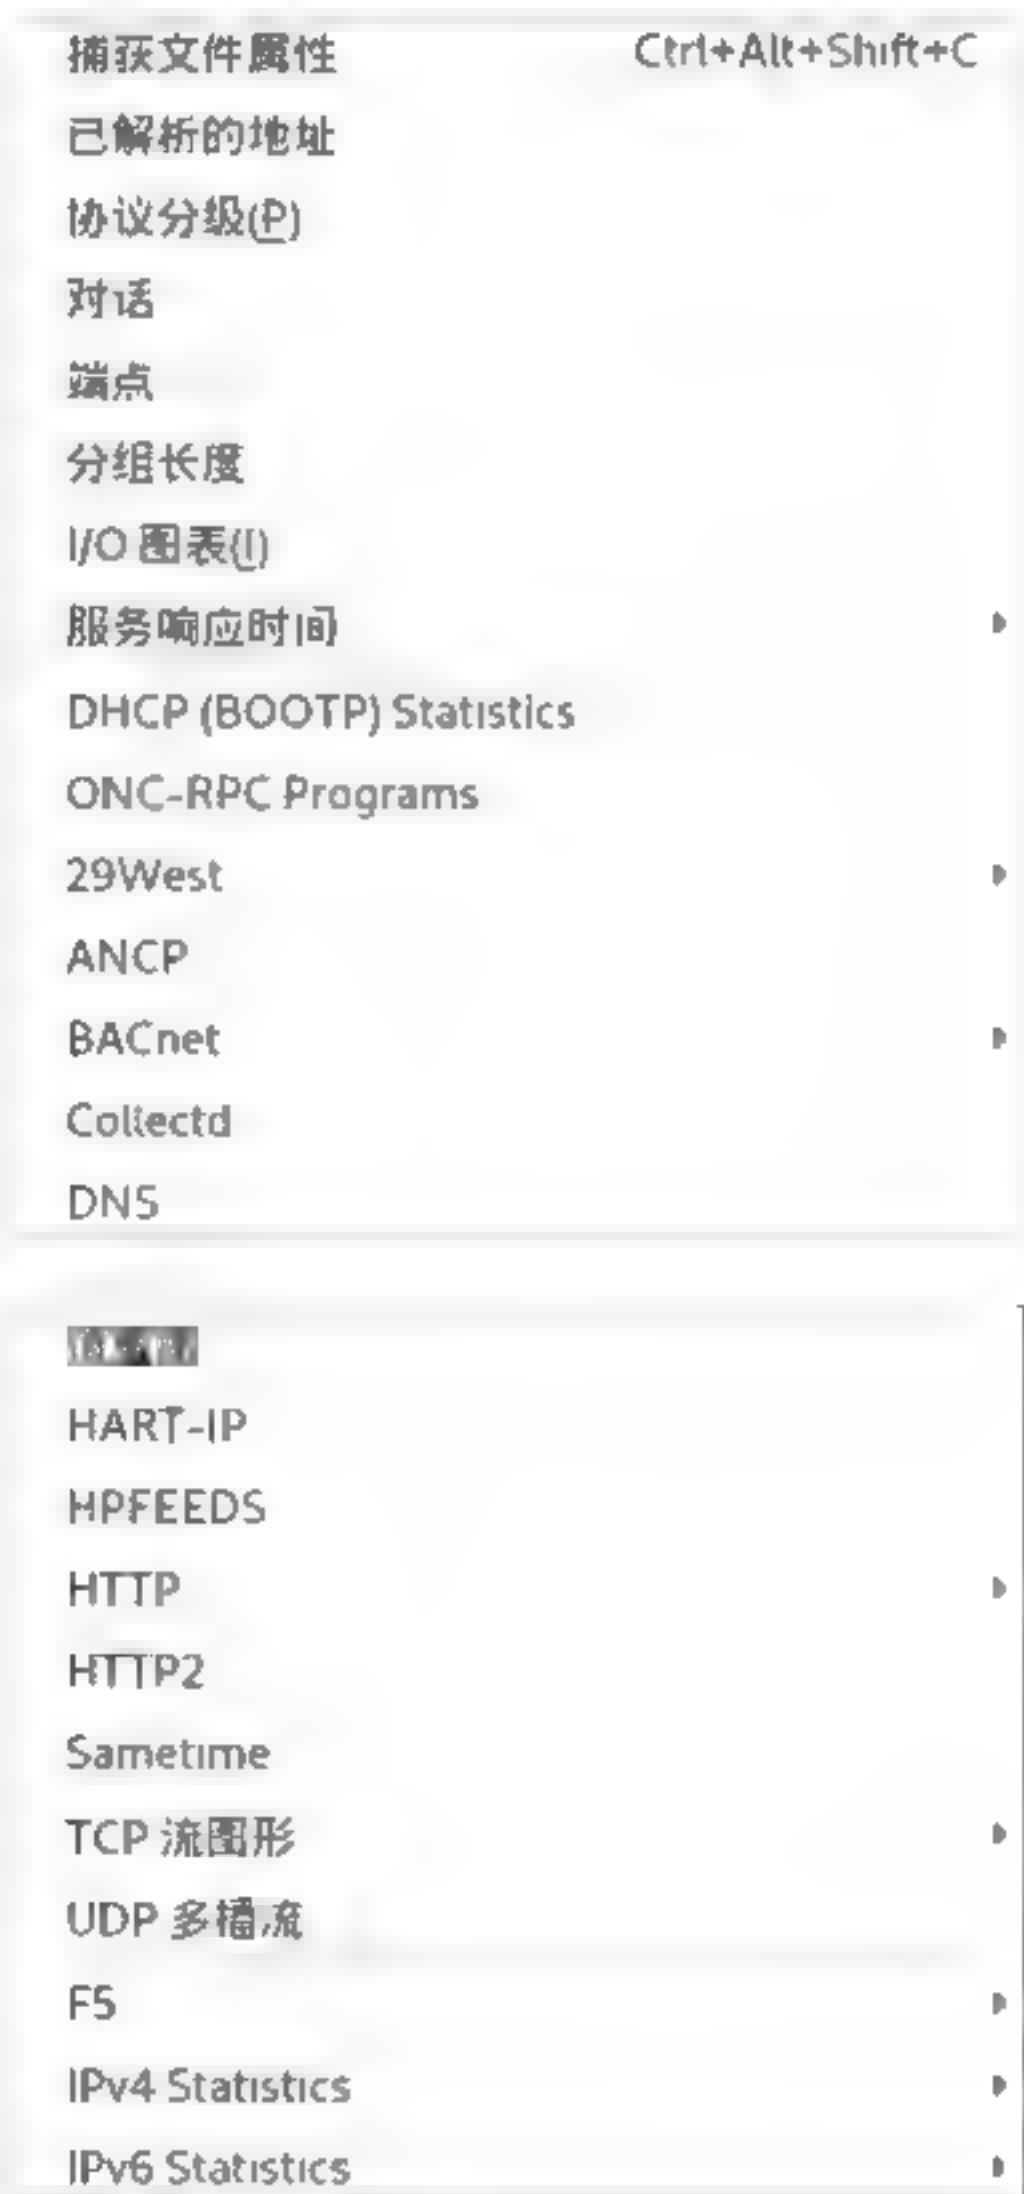 捕获文件属性 Ctrl+Alt+Shift+C
已解析的地址
协议分级(P)
对话
端点
分组长度
I/O 图表(I)
服务响应时间
DHCP (BOOTP) Statistics
ONC-RPC Programs
29West
ANCP
BACnet
Collectd
DNS
HART-IP
HPFEEDS
HTTP
HTTP2
Sametime
TCP 流图形
UDP 多播流
F5
IPv4 Statistics
IPv6 Statistics